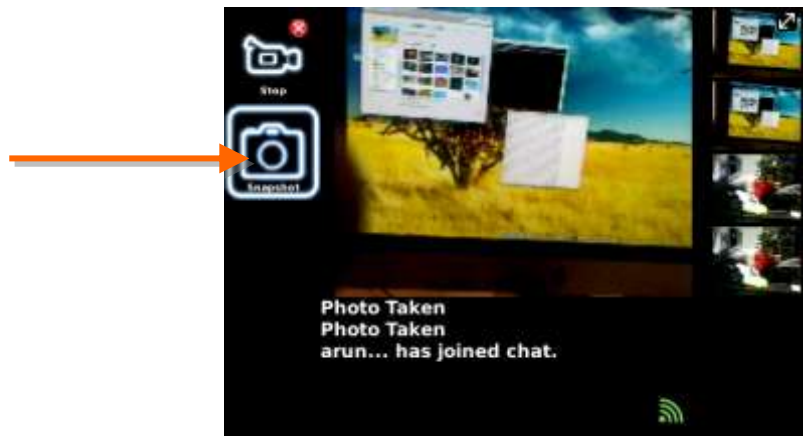 Stop
Snapshot
Photo Taken
Photo Taken
arun... has joined chat.